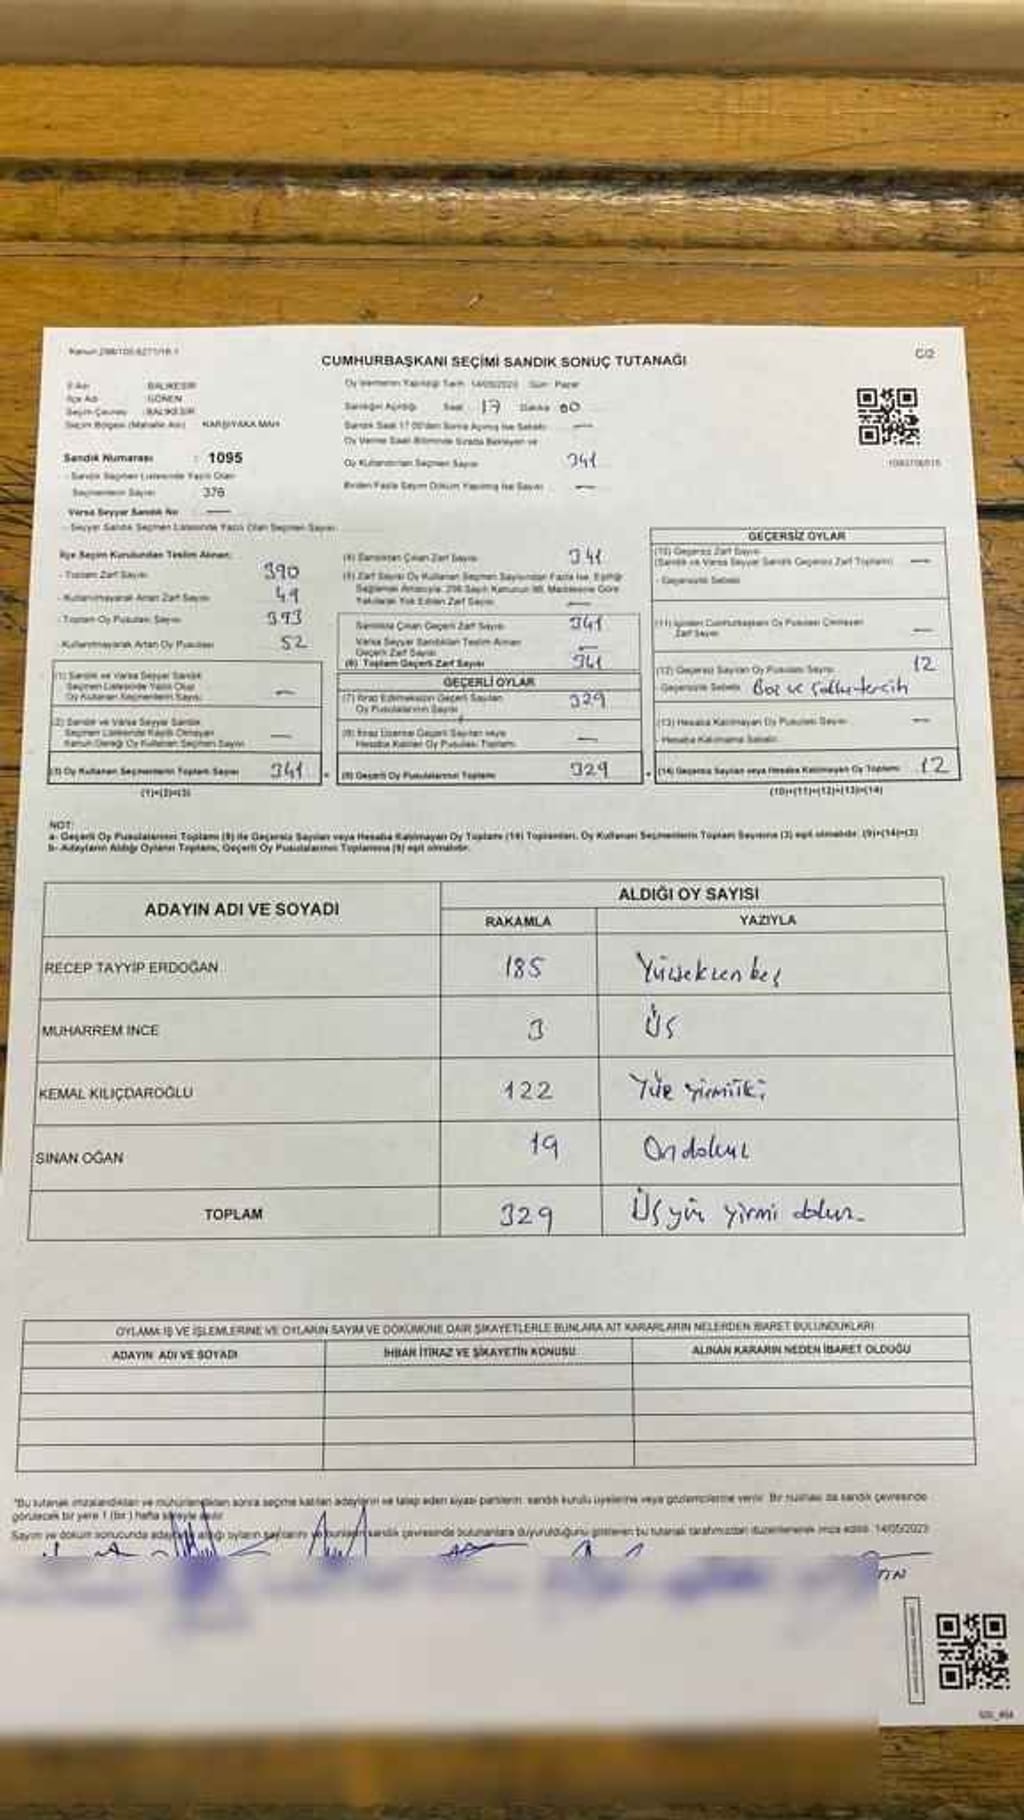 Kanun:298/105-6271/16-1
CUMHURBAŞKANI SEÇİMİ SANDIK SONUÇ TUTANAĞI
C/2
İl Adı BALIKESİR
İlçe Adı GÖNEN
Seçim Çevresi BALIKESİR
Seçim Bölgesi (Mahalle Adı) KARŞIYAKA MAH
Sandık Numarası : 1095
- Sandık Seçmen Listesinde Yazılı Olan
Seçmenlerin Sayısı 376
Varsa Seyyar Sandık No —
- Seyyar Sandık Seçmen Listesinde Yazılı Olan Seçmen Sayısı
Oy Verme Yapıldığı Tarih 14/05/2023 Gün Pazar
Sandığın Açıldığı Saat 17 Dakika 00
Sandık Saat 17.00'den Sonra Açılmış İse Sebebi —
Oy Verme Saati Bitiminde Sırada Bekleyen ve
Oy Kullandırılan Seçmen Sayısı 341
Birden Fazla Sayım Döküm Yapılmış İse Sayısı —
İlçe Seçim Kurulundan Teslim Alınan:
- Toplam Zarf Sayısı 390
- Kullanılmayarak Artan Zarf Sayısı 49
- Toplam Oy Pusulası Sayısı 393
- Kullanılmayarak Artan Oy Pusulası 52
(1) Sandık ve Varsa Seyyar Sandık
Seçmen Listesinde Yazılı Olup
Oy Kullanan Seçmenlerin Sayısı —
(2) Sandık ve Varsa Seyyar Sandık
Seçmen Listesinde Kayıtlı Olmayan
Kanun Gereği Oy Kullanan Seçmen Sayısı —
(3) Oy Kullanan Seçmenlerin Toplam Sayısı 341
(1)+(2)=(3)
(4) Sandıktan Çıkan Zarf Sayısı 341
(5) Zarf Sayısı Oy Kullanan Seçmen Sayısından Fazla İse, Eşitliği
Sağlamak Amacıyla, 298 Sayılı Kanunun 98. Maddesine Göre
Yakılarak Yok Edilen Zarf Sayısı —
Sandıkta Çıkan Geçerli Zarf Sayısı 341
Varsa Seyyar Sandıktan Teslim Alınan
Geçerli Zarf Sayısı —
(6) Toplam Geçerli Zarf Sayısı 341
GEÇERLİ OYLAR
(7) İtiraz Edilmeksizin Geçerli Sayılan
Oy Pusulalarının Sayısı 329
(8) İtiraz Üzerine Geçerli Sayılan veya
Hesaba Katılan Oy Pusulası Toplamı —
(9) Geçerli Oy Pusulalarının Toplamı 329
GEÇERSİZ OYLAR
(10) Geçersiz Zarf Sayısı
(Sandık ve Varsa Seyyar Sandık Geçersiz Zarf Toplamı) —
- Geçersizlik Sebebi
(11) İçinden Cumhurbaşkanı Oy Pusulası Çıkmayan
Zarf Sayısı —
(12) Geçersiz Sayılan Oy Pusulası Sayısı 12
- Geçersizlik Sebebi Boş ve
(13) Hesaba Katılmayan Oy Pusulası Sayısı —
- Hesaba Katılmama Sebebi
(14) Geçersiz Sayılan veya Hesaba Katılmayan Oy Toplamı 12
(10)+(11)+(12)+(13)=(14)
NOT:
a- Geçerli Oy Pusulalarının Toplamı (9) ile Geçersiz Sayılan veya Hesaba Katılmayan Oy Toplamı (14) Toplamları, Oy Kullanan Seçmenlerin Toplam Sayısına (3) eşit olmalıdır. (9)+(14)=(3)
b- Adayların Aldığı Oyların Toplamı, Geçerli Oy Pusulalarının Toplamına (9) eşit olmalıdır.
ADAYIN ADI VE SOYADI ALDIĞI OY SAYISI
RAKAMLA YAZIYLA
RECEP TAYYİP ERDOĞAN 185 Yüzseksenbeş
MUHARREM İNCE 3 Üç
KEMAL KILIÇDAROĞLU 122 Yüz yirmiiki
SİNAN OĞAN 19 Ondokuz
TOPLAM 329 Üçyüz yirmi dokuz
OYLAMA İŞ VE İŞLEMLERİNE VE OYLARIN SAYIM VE DÖKÜMÜNE DAİR ŞİKAYETLERLE BUNLARA AİT KARARLARIN NELERDEN İBARET BULUNDUKLARI
ADAYIN ADI VE SOYADI İHBAR İTİRAZ VE ŞİKAYETİN KONUSU ALINAN KARARIN NEDEN İBARET OLDUĞU
*Bu tutanak imzalandıktan ve mühürlendikten sonra seçime katılan adayların ve talep eden siyasi partilerin sandık kurulu üyelerine veya gözlemcilerine verilir. Bir nüshası da sandık çevresinde
görülecek bir yere 1 (bir) hafta süreyle asılır.
Sayım ve döküm sonucunda adayların aldığı oyların sayılarını ve bunların sandık çevresinde bulunanlara duyurulduğunu gösteren bu tutanak tarafımızdan düzenlenerek imza edildi. 14/05/2023